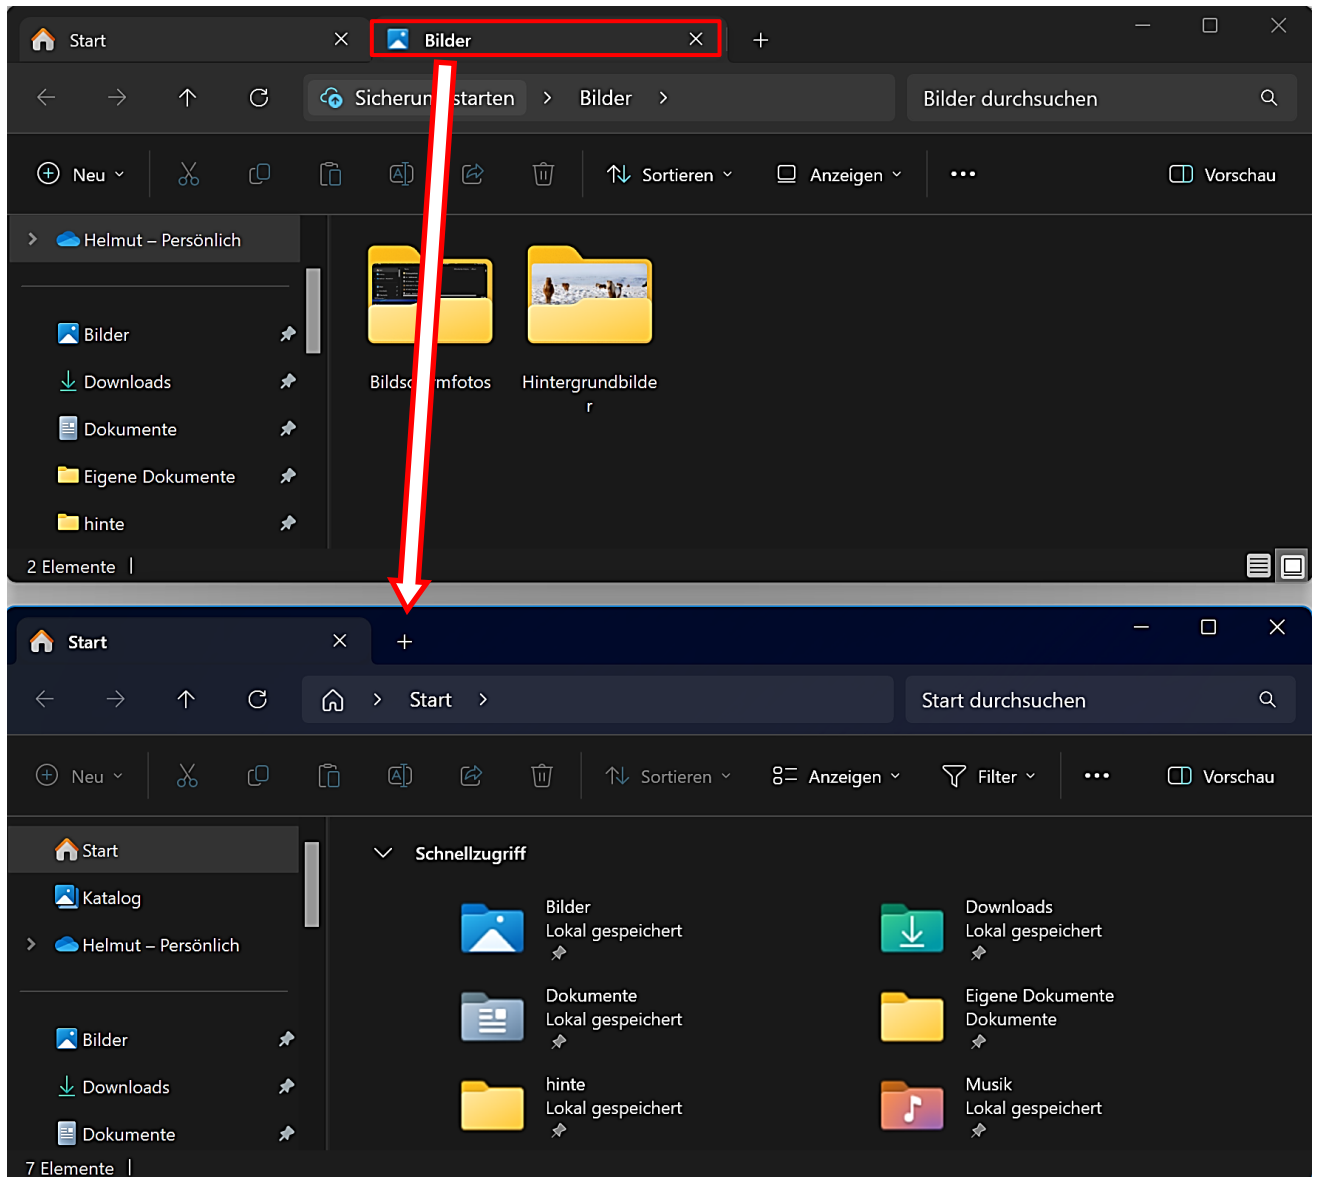 Start
Bilder
Sicherun starten > Bilder >
Bilder durchsuchen
Neu
Sortieren
Anzeigen
Vorschau
Helmut – Persönlich
Bilder
Downloads
Dokumente
Eigene Dokumente
hinte
Bildsc rmfotos
Hintergrundbilde
r
2 Elemente
Start
Start
Start durchsuchen
Neu
Sortieren
Anzeigen
Filter
Vorschau
Start
Katalog
Helmut – Persönlich
Bilder
Downloads
Dokumente
Schnellzugriff
Bilder
Lokal gespeichert
Downloads
Lokal gespeichert
Dokumente
Lokal gespeichert
Eigene Dokumente
Dokumente
hinte
Lokal gespeichert
Musik
Lokal gespeichert
7 Elemente